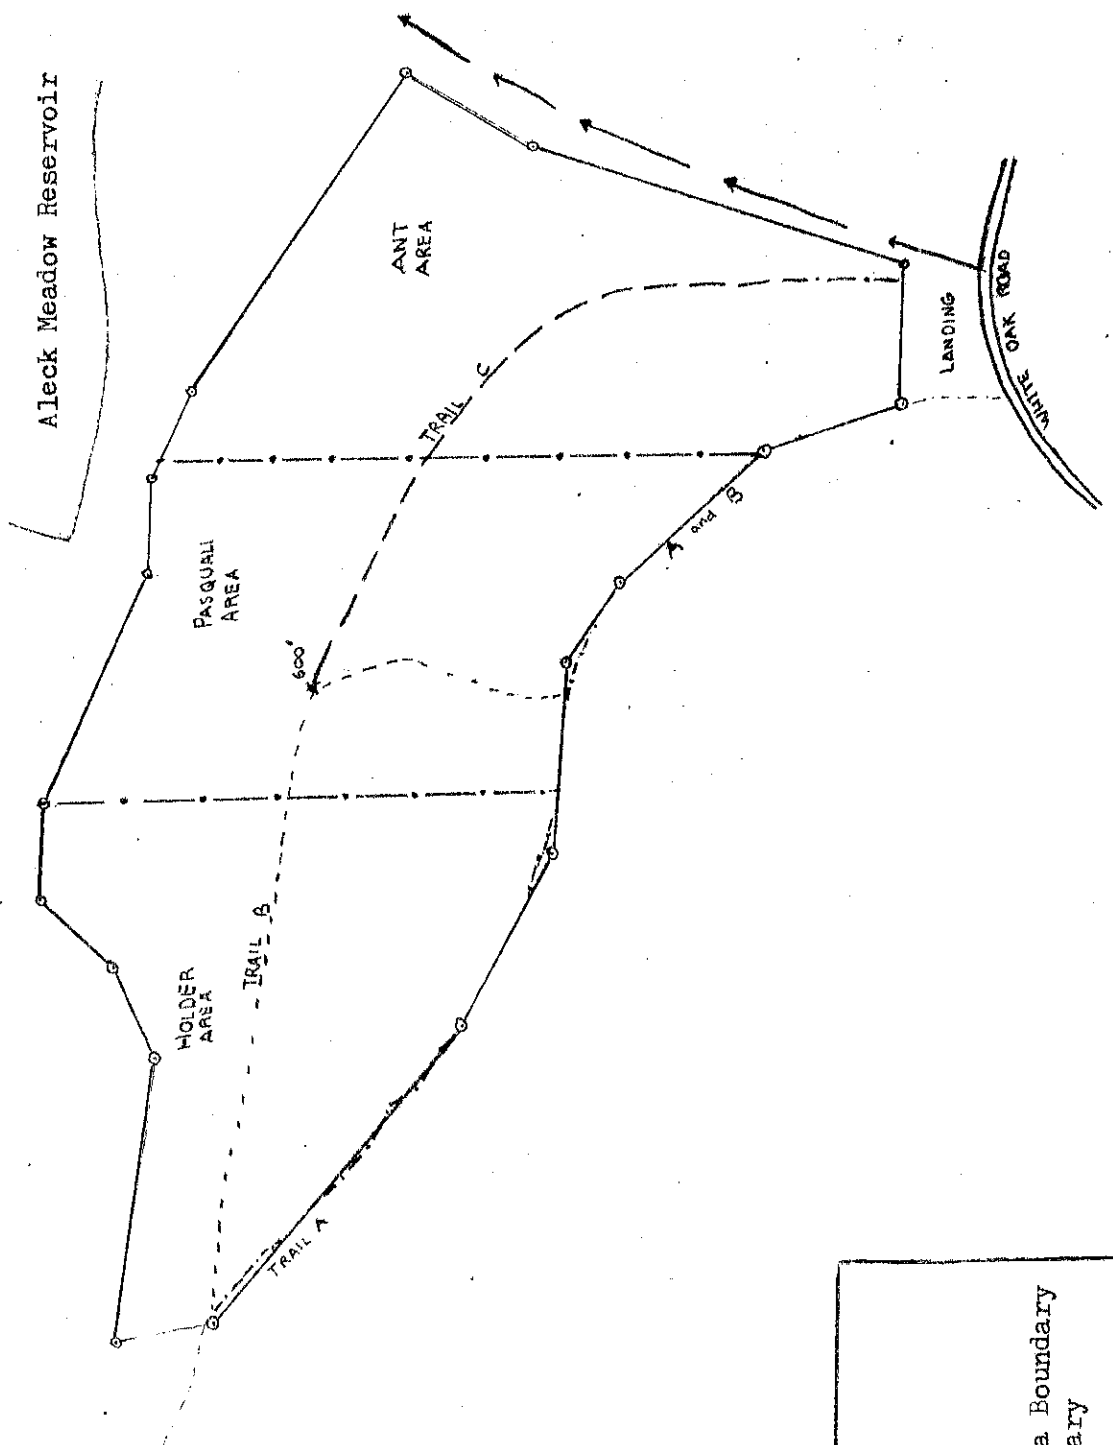 Aleck Meadow Reservoir
ANT
AREA
TRAIL C
PASQUALI
AREA
600'
A and B
LANDING
WHITE OAK ROAD
HOLDER
AREA
TRAIL B
TRAIL A
a Boundary
ary